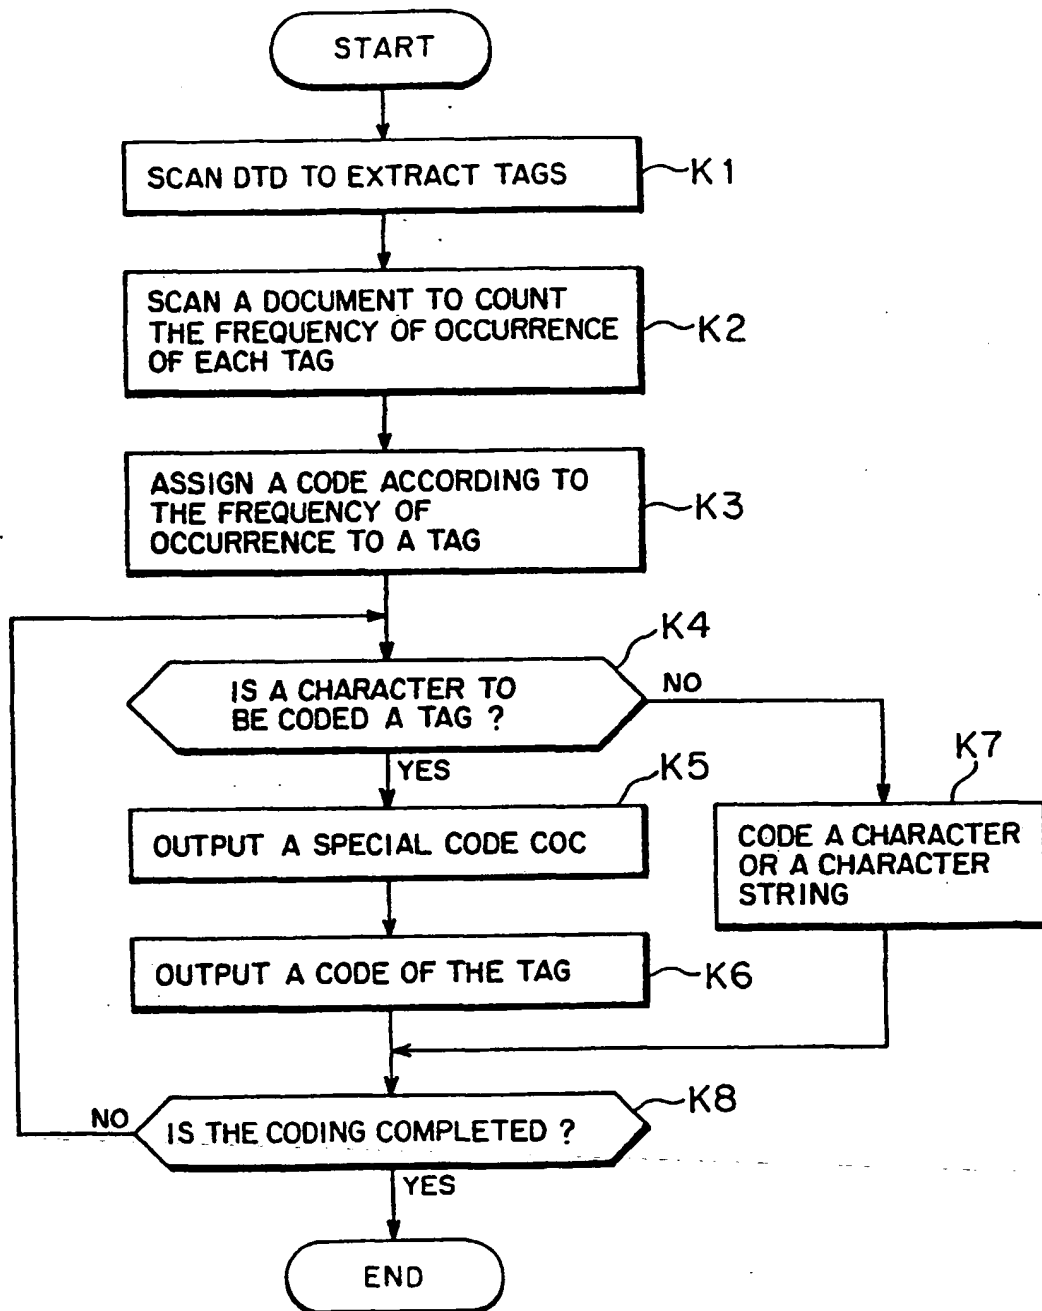 START
SCAN DTD TO EXTRACT TAGS
K1
SCAN A DOCUMENT TO COUNT
THE FREQUENCY OF OCCURRENCE
OF EACH TAG
K2
ASSIGN A CODE ACCORDING TO
THE FREQUENCY OF
OCCURRENCE TO A TAG
K3
K4
IS A CHARACTER TO
BE CODED A TAG ?
NO
YES
K5
K7
OUTPUT A SPECIAL CODE COC
CODE A CHARACTER
OR A CHARACTER
STRING
OUTPUT A CODE OF THE TAG
K6
K8
NO
IS THE CODING COMPLETED ?
YES
END